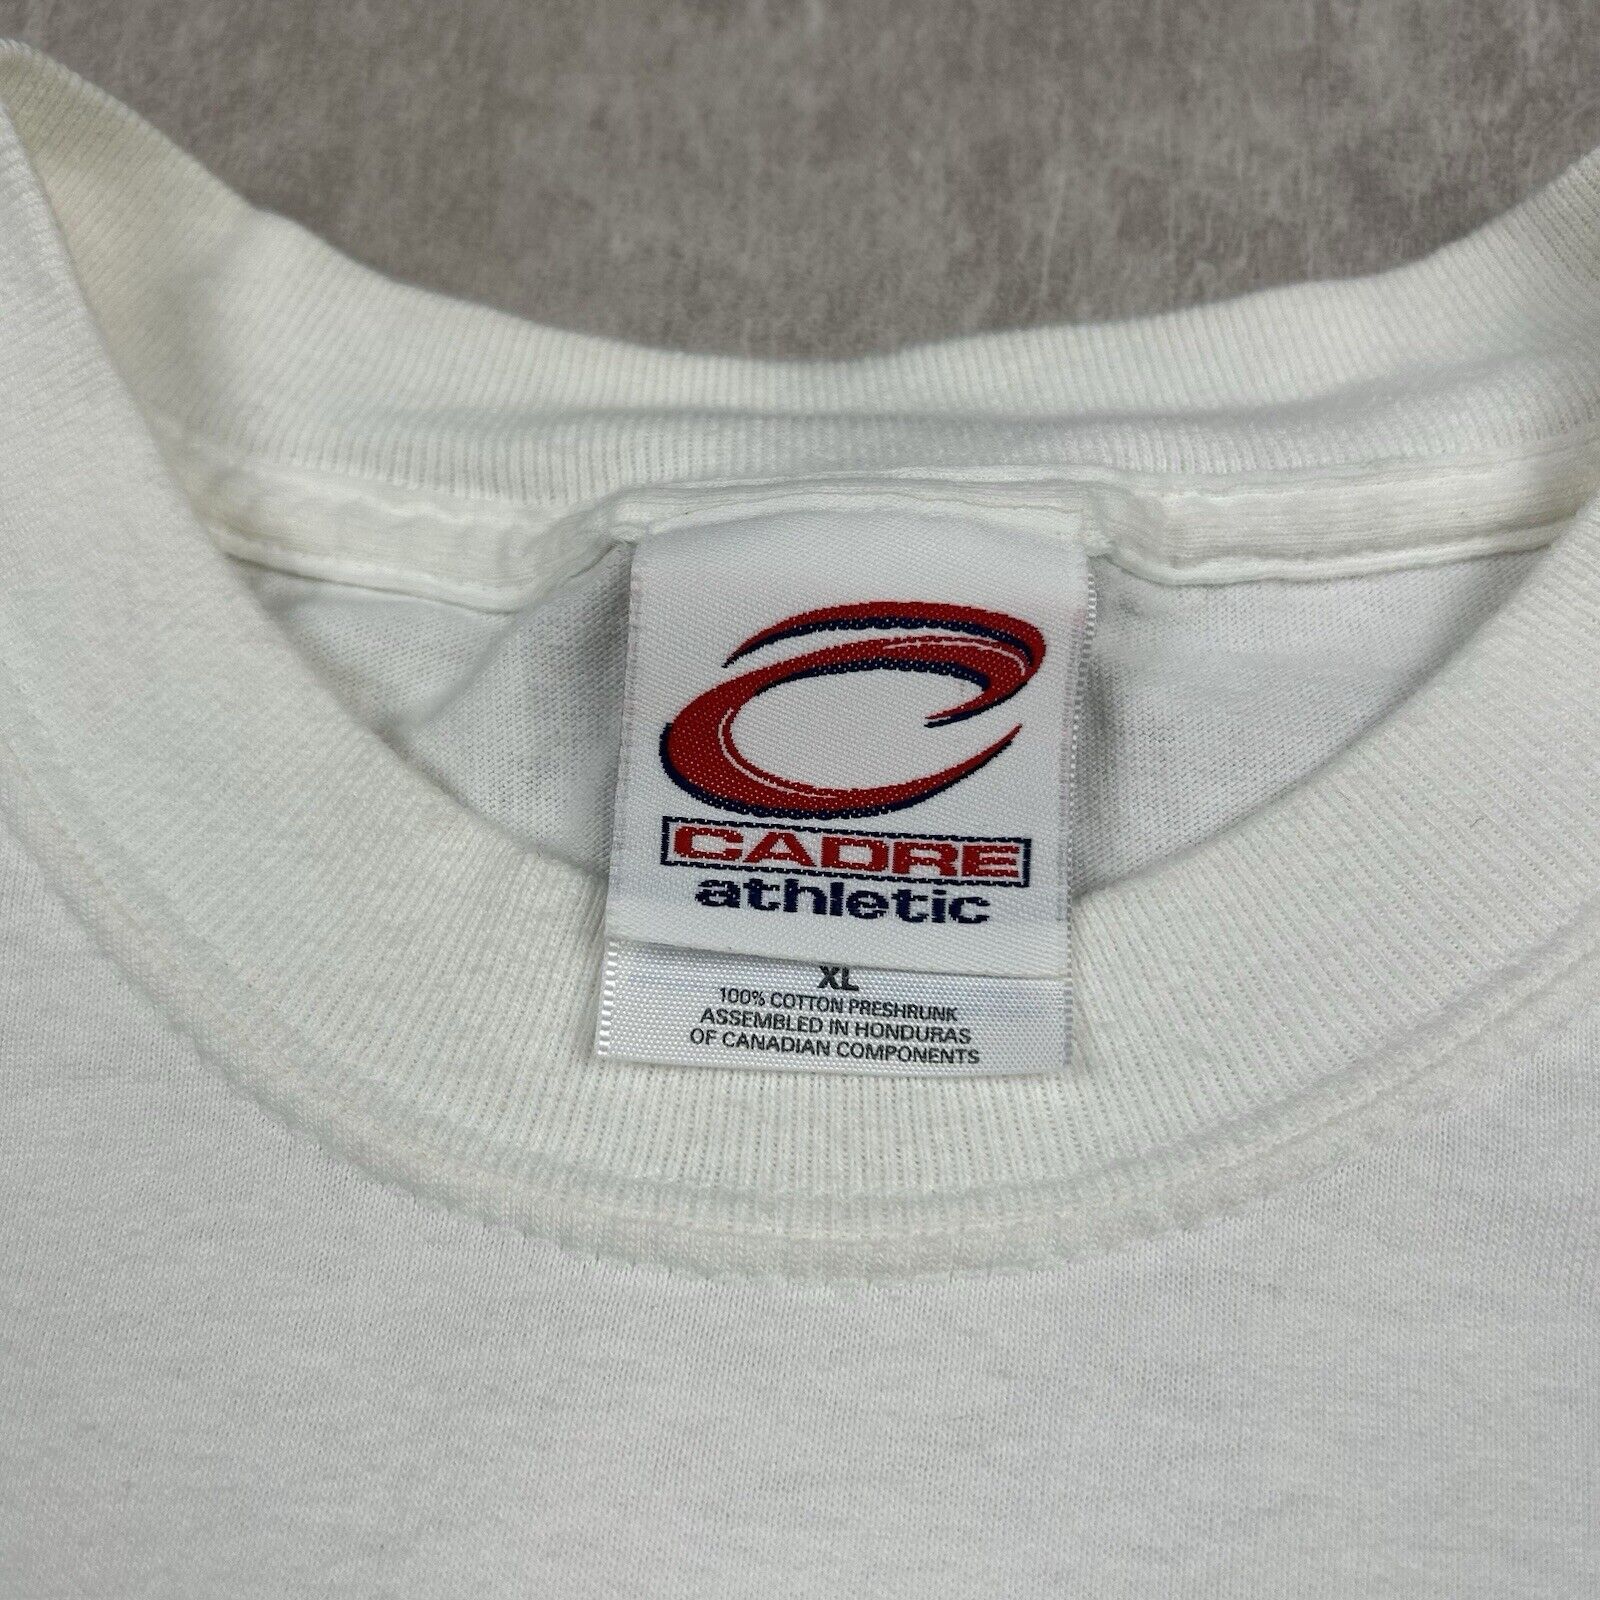 CADRE
athletic
XL
100% COTTON PRESHRUNK
ASSEMBLED IN HONDURAS
OF CANADIAN COMPONENTS